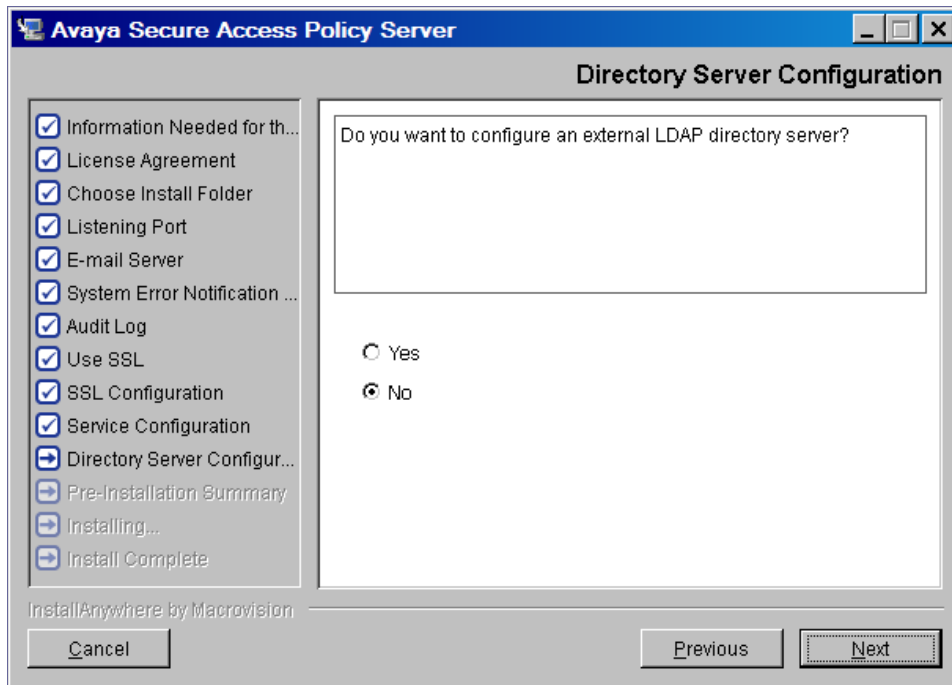 Avaya Secure Access Policy Server
Directory Server Configuration
Information Needed for th...
License Agreement
Choose Install Folder
Listening Port
E-mail Server
System Error Notification ...
Audit Log
Use SSL
SSL Configuration
Service Configuration
Directory Server Configur...
Pre-Installation Summary
Installing...
Install Complete
Do you want to configure an external LDAP directory server?
Yes
No
InstallAnywhere by Macrovision
Cancel
Previous
Next